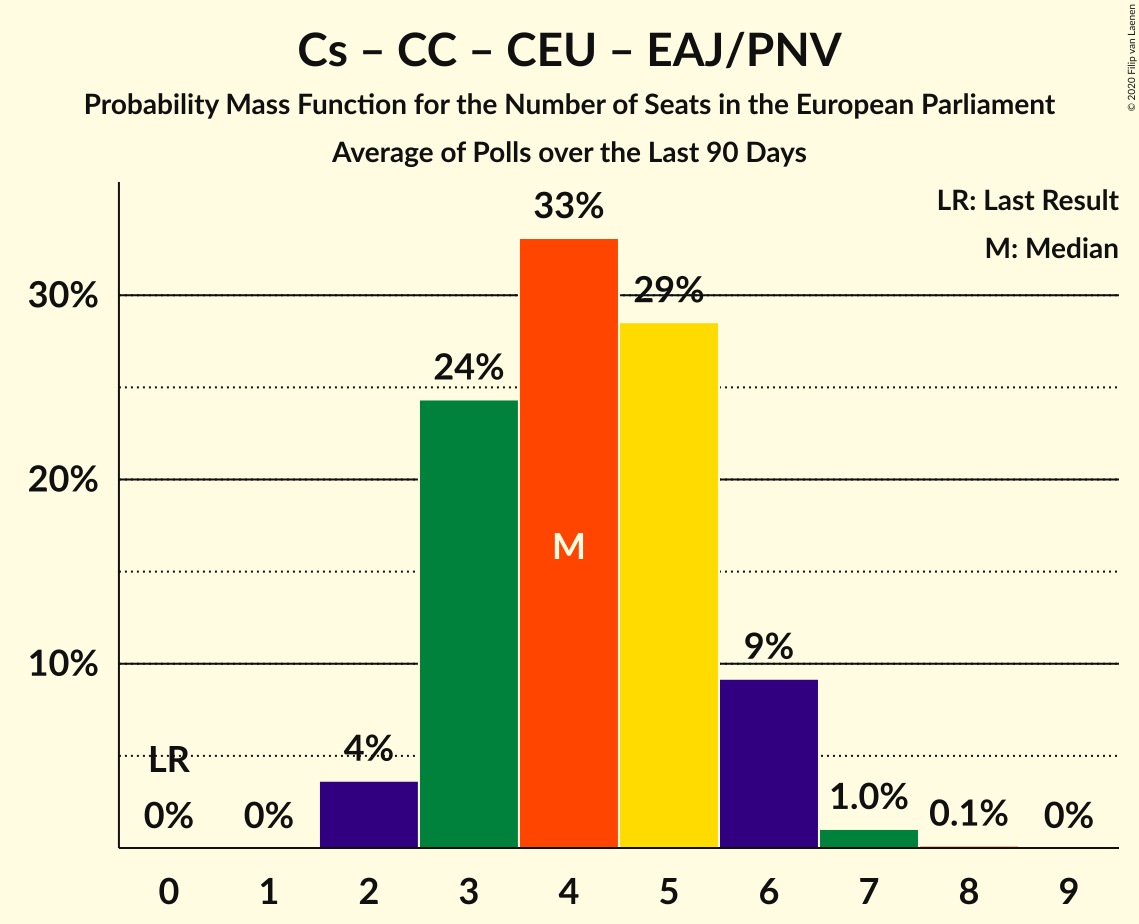 Cs – CC – CEU – EAJ/PNV
Probability Mass Function for the Number of Seats in the European Parliament
Average of Polls over the Last 90 Days
© 2020 Filip van Laenen
LR: Last Result
M: Median
33%
30%
29%
24%
20%
M
10%
9%
LR
4%
0%
0%
1.0%
0.1%
0%
0 1 2 3 4 5 6 7 8 9